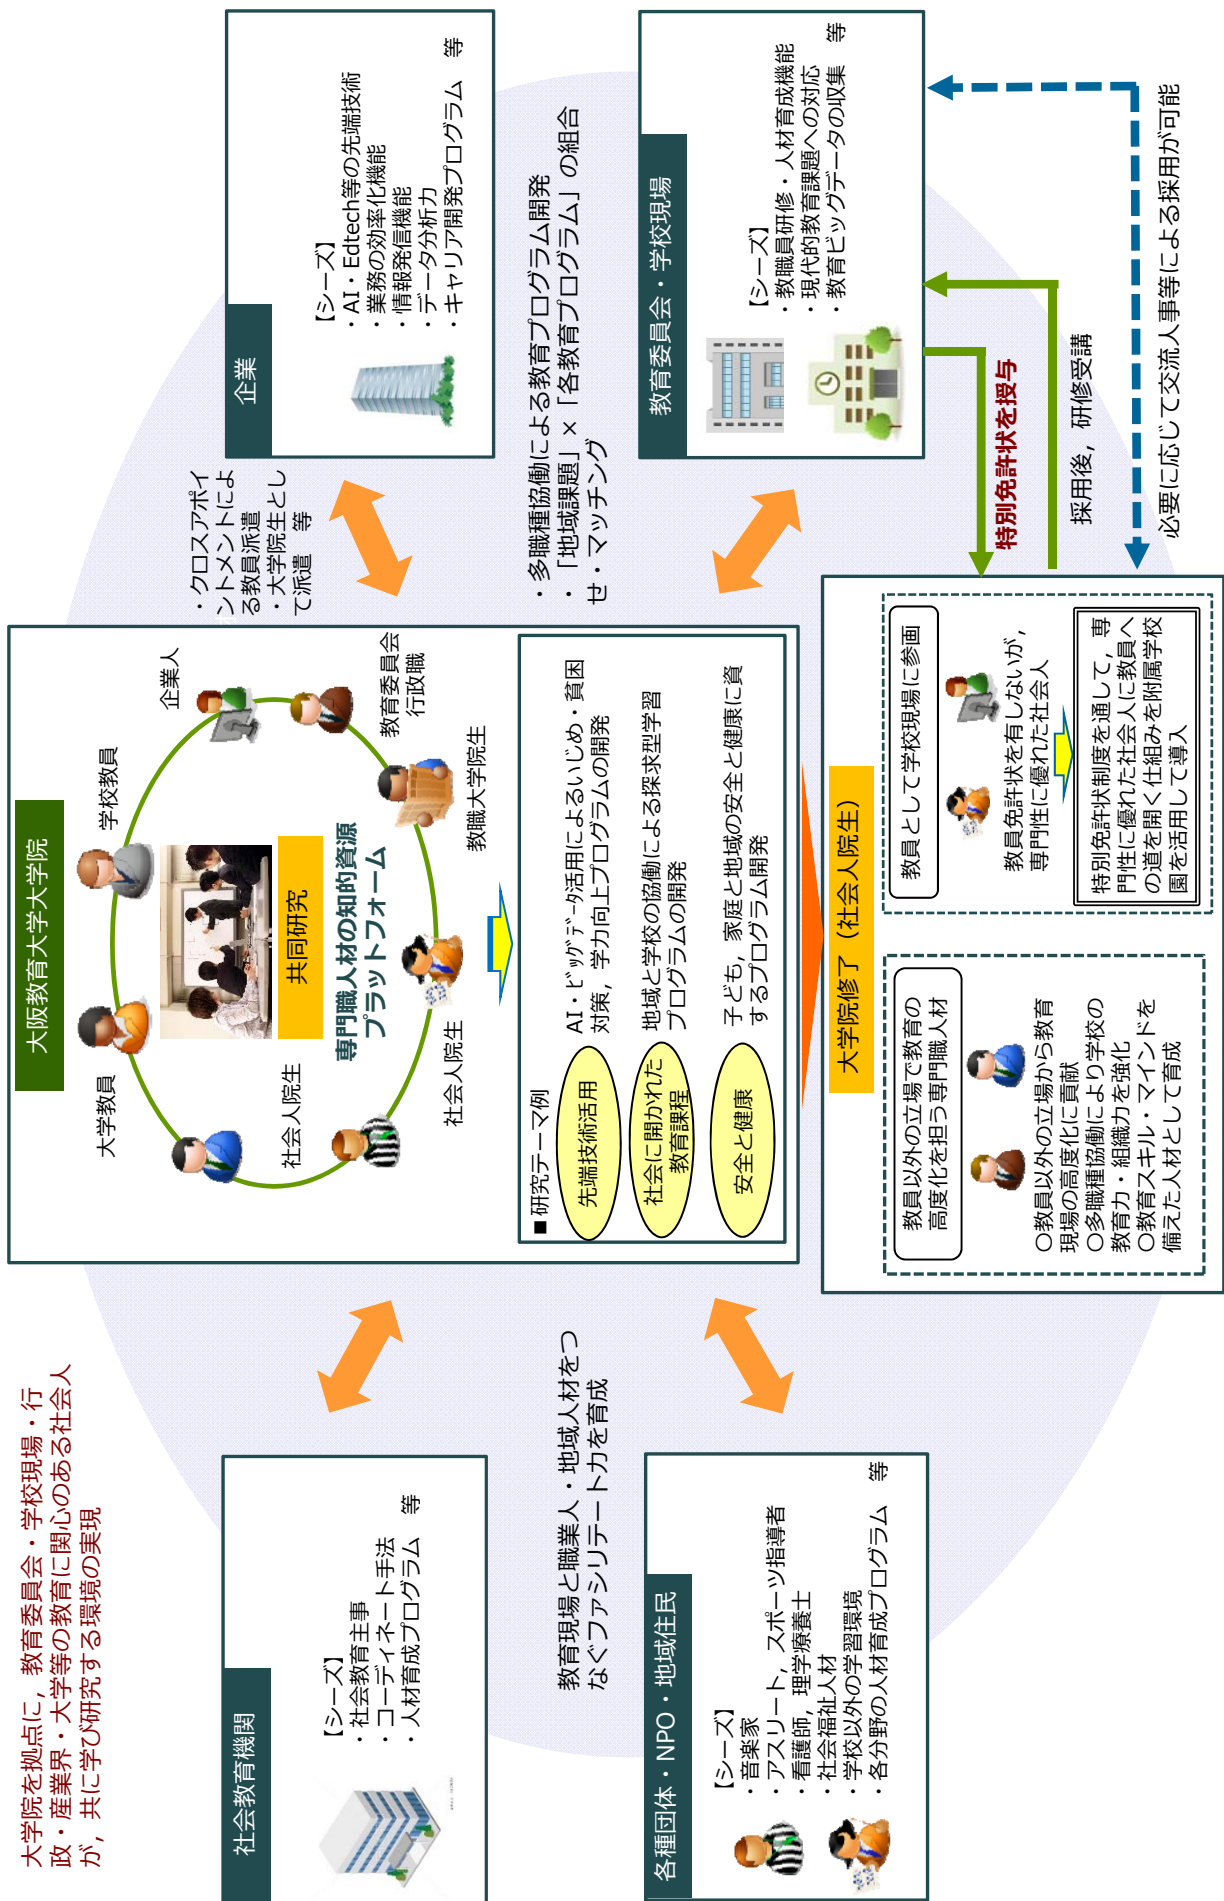 大学院を拠点に，教育委員会・学校現場・行
政・産業界・大学等の教育に関心のある社会人
が，共に学び研究する環境の実現
社会教育機関
【シーズ】
・社会教育主事
・コーディネート手法
・人材育成プログラム　等
教育現場と職業人・地域人材をつ
なぐファシリテート力を育成
各種団体・NPO・地域住民
【シーズ】
・音楽家
・アスリート，スポーツ指導者
・看護師，理学療養士
・社会福祉人材
・学校以外の学習環境
・各分野の人材育成プログラム　等
大阪教育大学大学院
大学教員
学校教員
企業人
社会人院生
共同研究
専門職人材の知的資源
プラットフォーム
教育委員会
行政職
社会人院生
教職大学院生
■研究テーマ例
先端技術活用
AI・ビッグデータ活用によるいじめ・貧困
対策，学力向上プログラムの開発
社会に開かれた
教育課程
地域と学校の協働による探求型学習
プログラムの開発
安全と健康
子ども，家庭と地域の安全と健康に資
するプログラム開発
大学院修了（社会人院生）
教員以外の立場で教育の
高度化を担う専門職人材
〇教員以外の立場から教育
現場の高度化に貢献
〇多職種協働により学校の
教育力・組織力を強化
〇教育スキル・マインドを
備えた人材として育成
教員として学校現場に参画
教員免許状を有しないが，
専門性に優れた社会人
特別免許状制度を通して，専
門性に優れた社会人に教員へ
の道を開く仕組みを附属学校
園を活用して導入
・クロスアポイ
ントメントによ
る教員派遣
・大学院生とし
て派遣　等
企業
【シーズ】
・AI・Edtech等の先端技術
・業務の効率化機能
・情報発信機能
・データ分析力
・キャリア開発プログラム　等
・多職種協働による教育プログラム開発
・「地域課題」×「各教育プログラム」の組合
せ・マッチング
教育委員会・学校現場
【シーズ】
・教職員研修・人材育成機能
・現代的教育課題への対応
・教育ビッグデータの収集　等
特別免許状を授与
採用後，研修受講
必要に応じて交流人事等による採用が可能